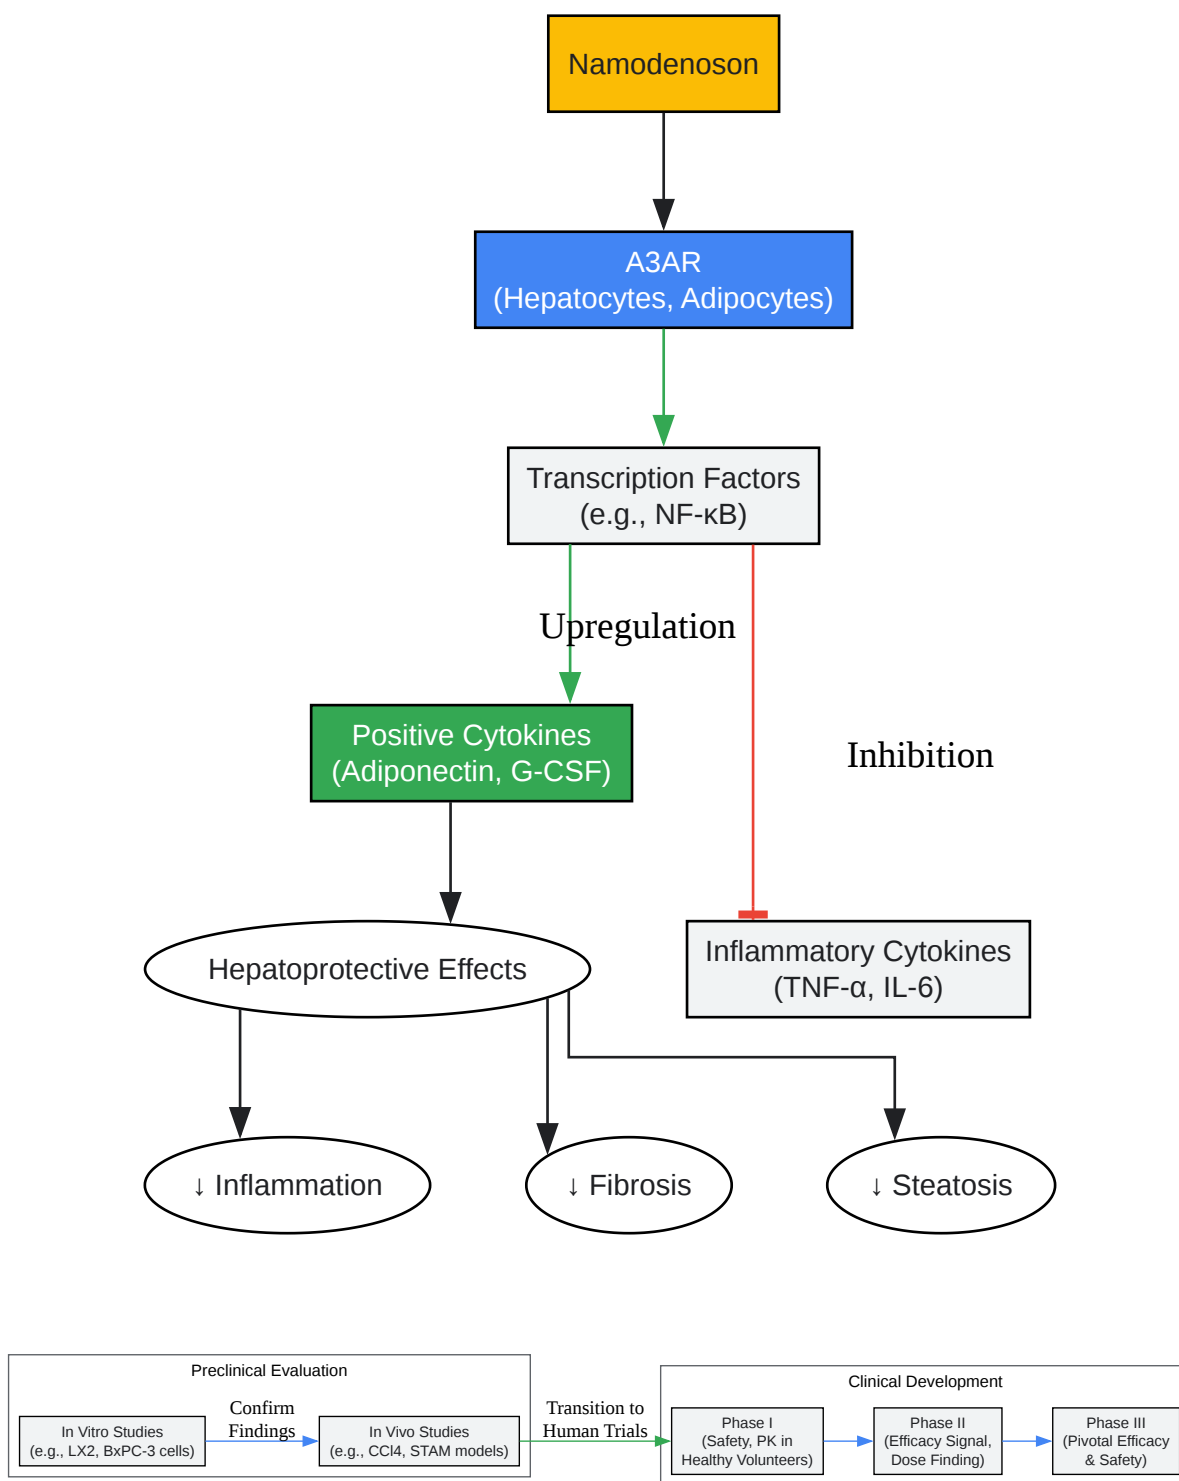 Namodenoson
A3AR
(Hepatocytes, Adipocytes)
Transcription Factors
(e.g., NF-κB)
Upregulation
Positive Cytokines
(Adiponectin, G-CSF)
Inhibition
Hepatoprotective Effects
Inflammatory Cytokines
(TNF-α, IL-6)
↓ Inflammation
↓ Fibrosis
↓ Steatosis
Preclinical Evaluation
In Vitro Studies
(e.g., LX2, BxPC-3 cells)
Confirm
Findings
In Vivo Studies
(e.g., CCl4, STAM models)
Transition to
Human Trials
Clinical Development
Phase I
(Safety, PK in
Healthy Volunteers)
Phase II
(Efficacy Signal,
Dose Finding)
Phase III
(Pivotal Efficacy
& Safety)